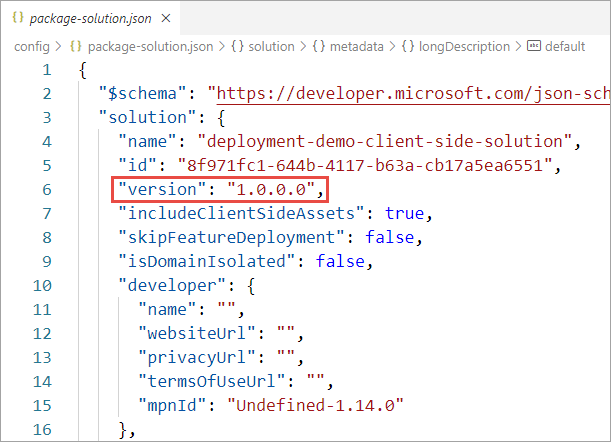 {} package-solution.json ×
config > {} package-solution.json > {} solution > {} metadata > {} longDescription > abc default
1 {
2 "$schema": "https://developer.microsoft.com/json-sch
3 "solution": {
4 "name": "deployment-demo-client-side-solution",
5 "id": "8f971fc1-644b-4117-b63a-cb17a5ea6551",
6 "version": "1.0.0.0",
7 "includeClientSideAssets": true,
8 "skipFeatureDeployment": false,
9 "isDomainIsolated": false,
10 "developer": {
11 "name": "",
12 "websiteUrl": "",
13 "privacyUrl": "",
14 "termsOfUseUrl": "",
15 "mpnId": "Undefined-1.14.0"
16 },